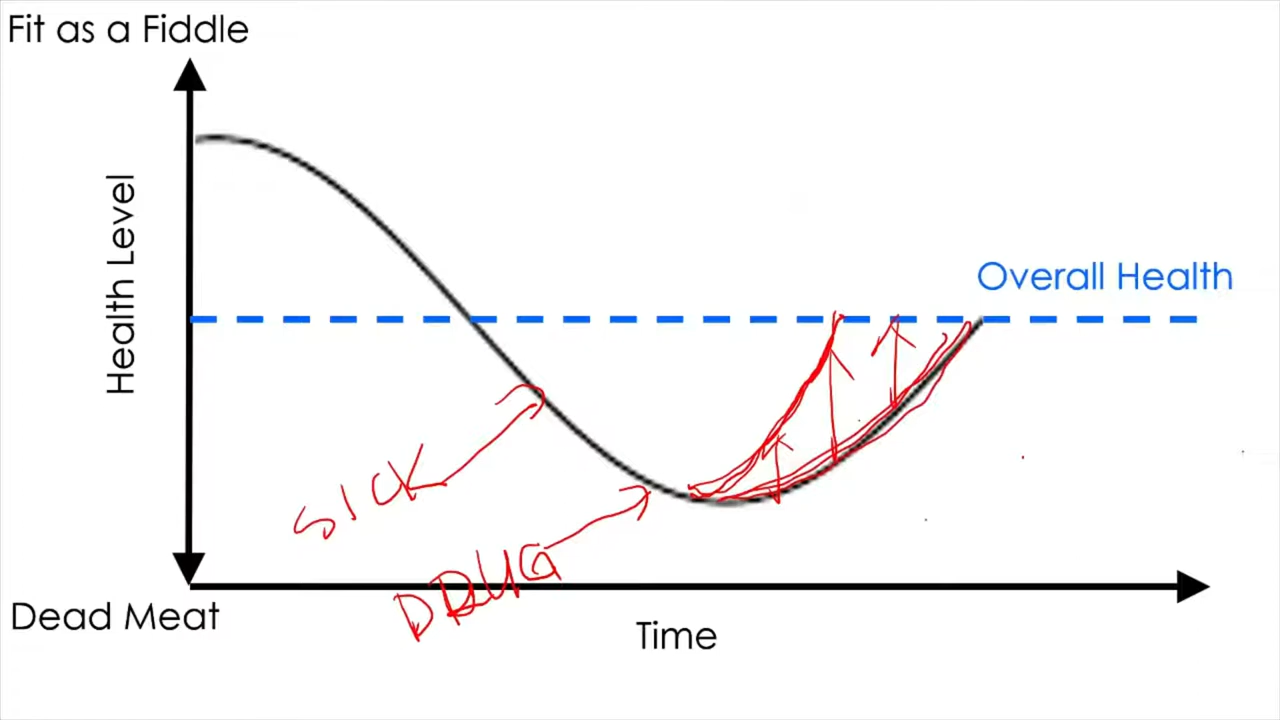 Fit as a Fiddle
Health Level
Overall Health
SICK
DRUG
Dead Meat
Time